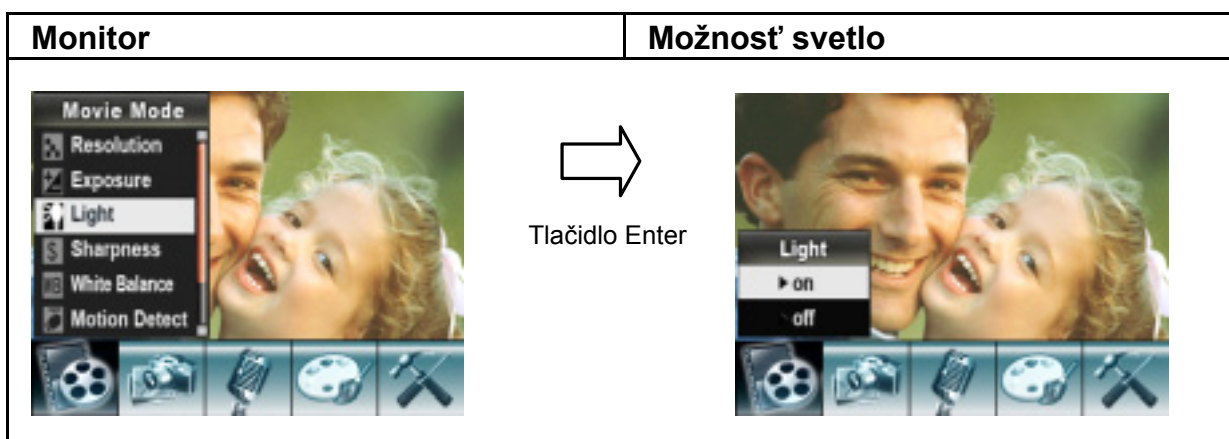 Monitor
Možnosť svetlo
Movie Mode
Resolution
Exposure
Light
Sharpness
White Balance
Motion Detect
Tlačidlo Enter
Light
on
off